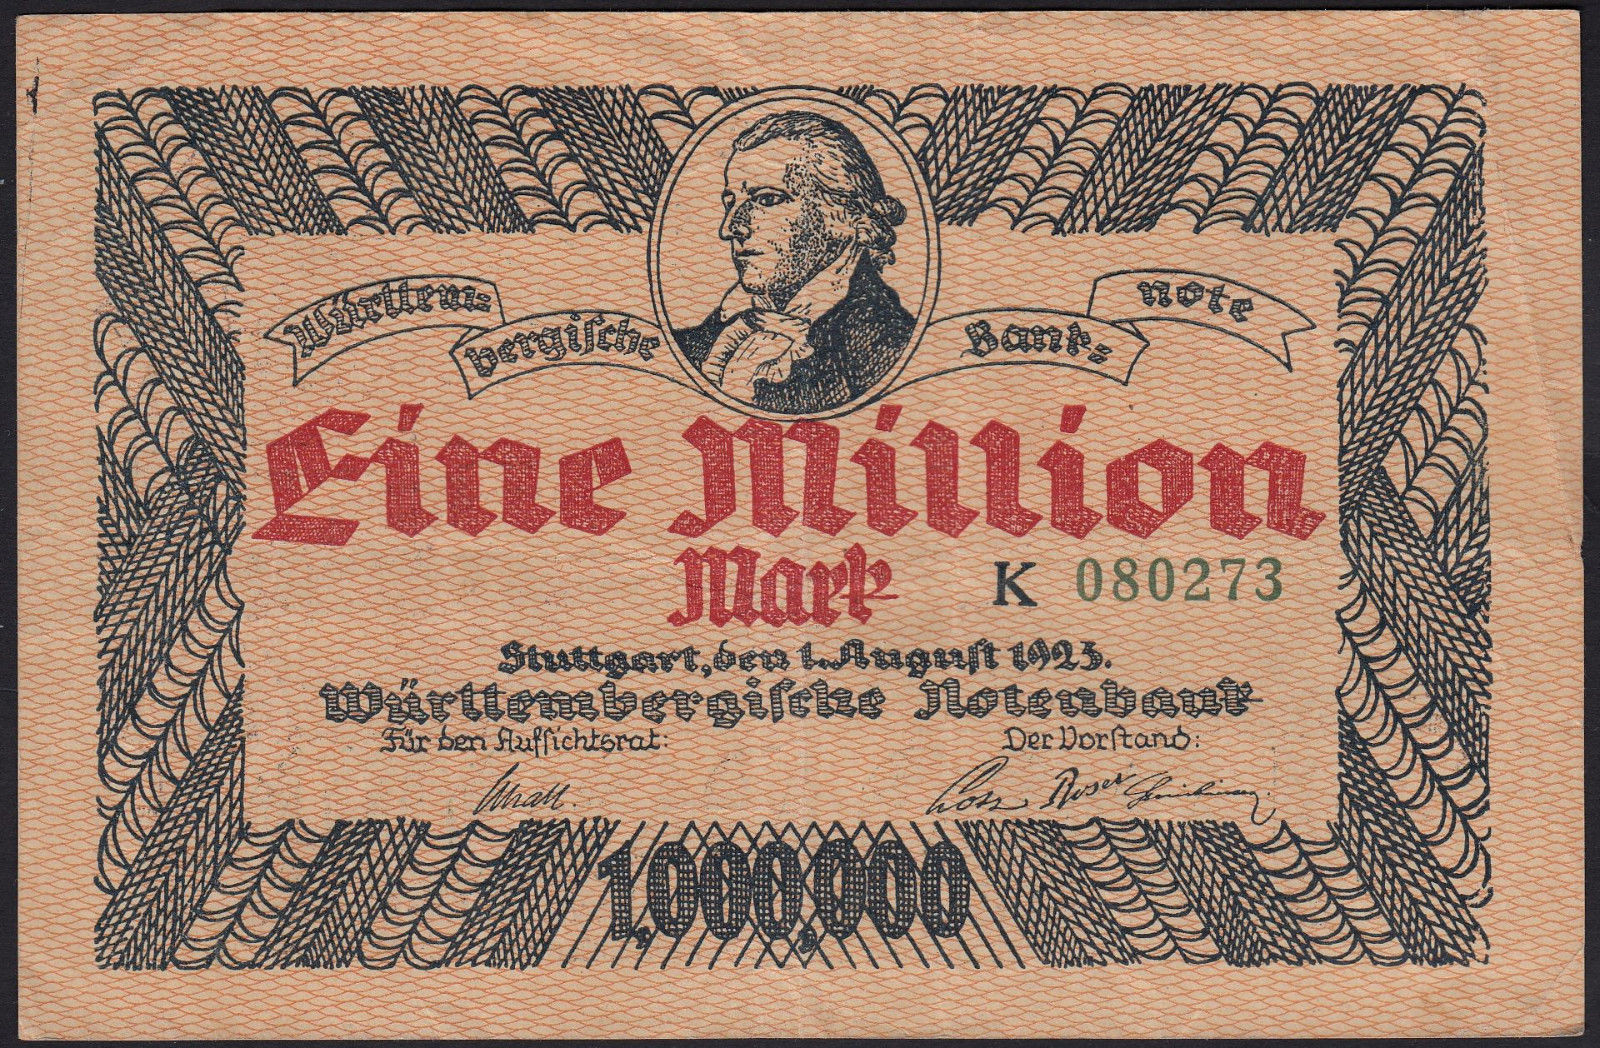 Württem=
bergische
Bank=
note
Eine Million
Mark
K 080273
Stuttgart, den 1. August 1923.
Württembergische Notenbank
Für den Aufsichtsrat:
Der Vorstand:
Roser
1,000,000